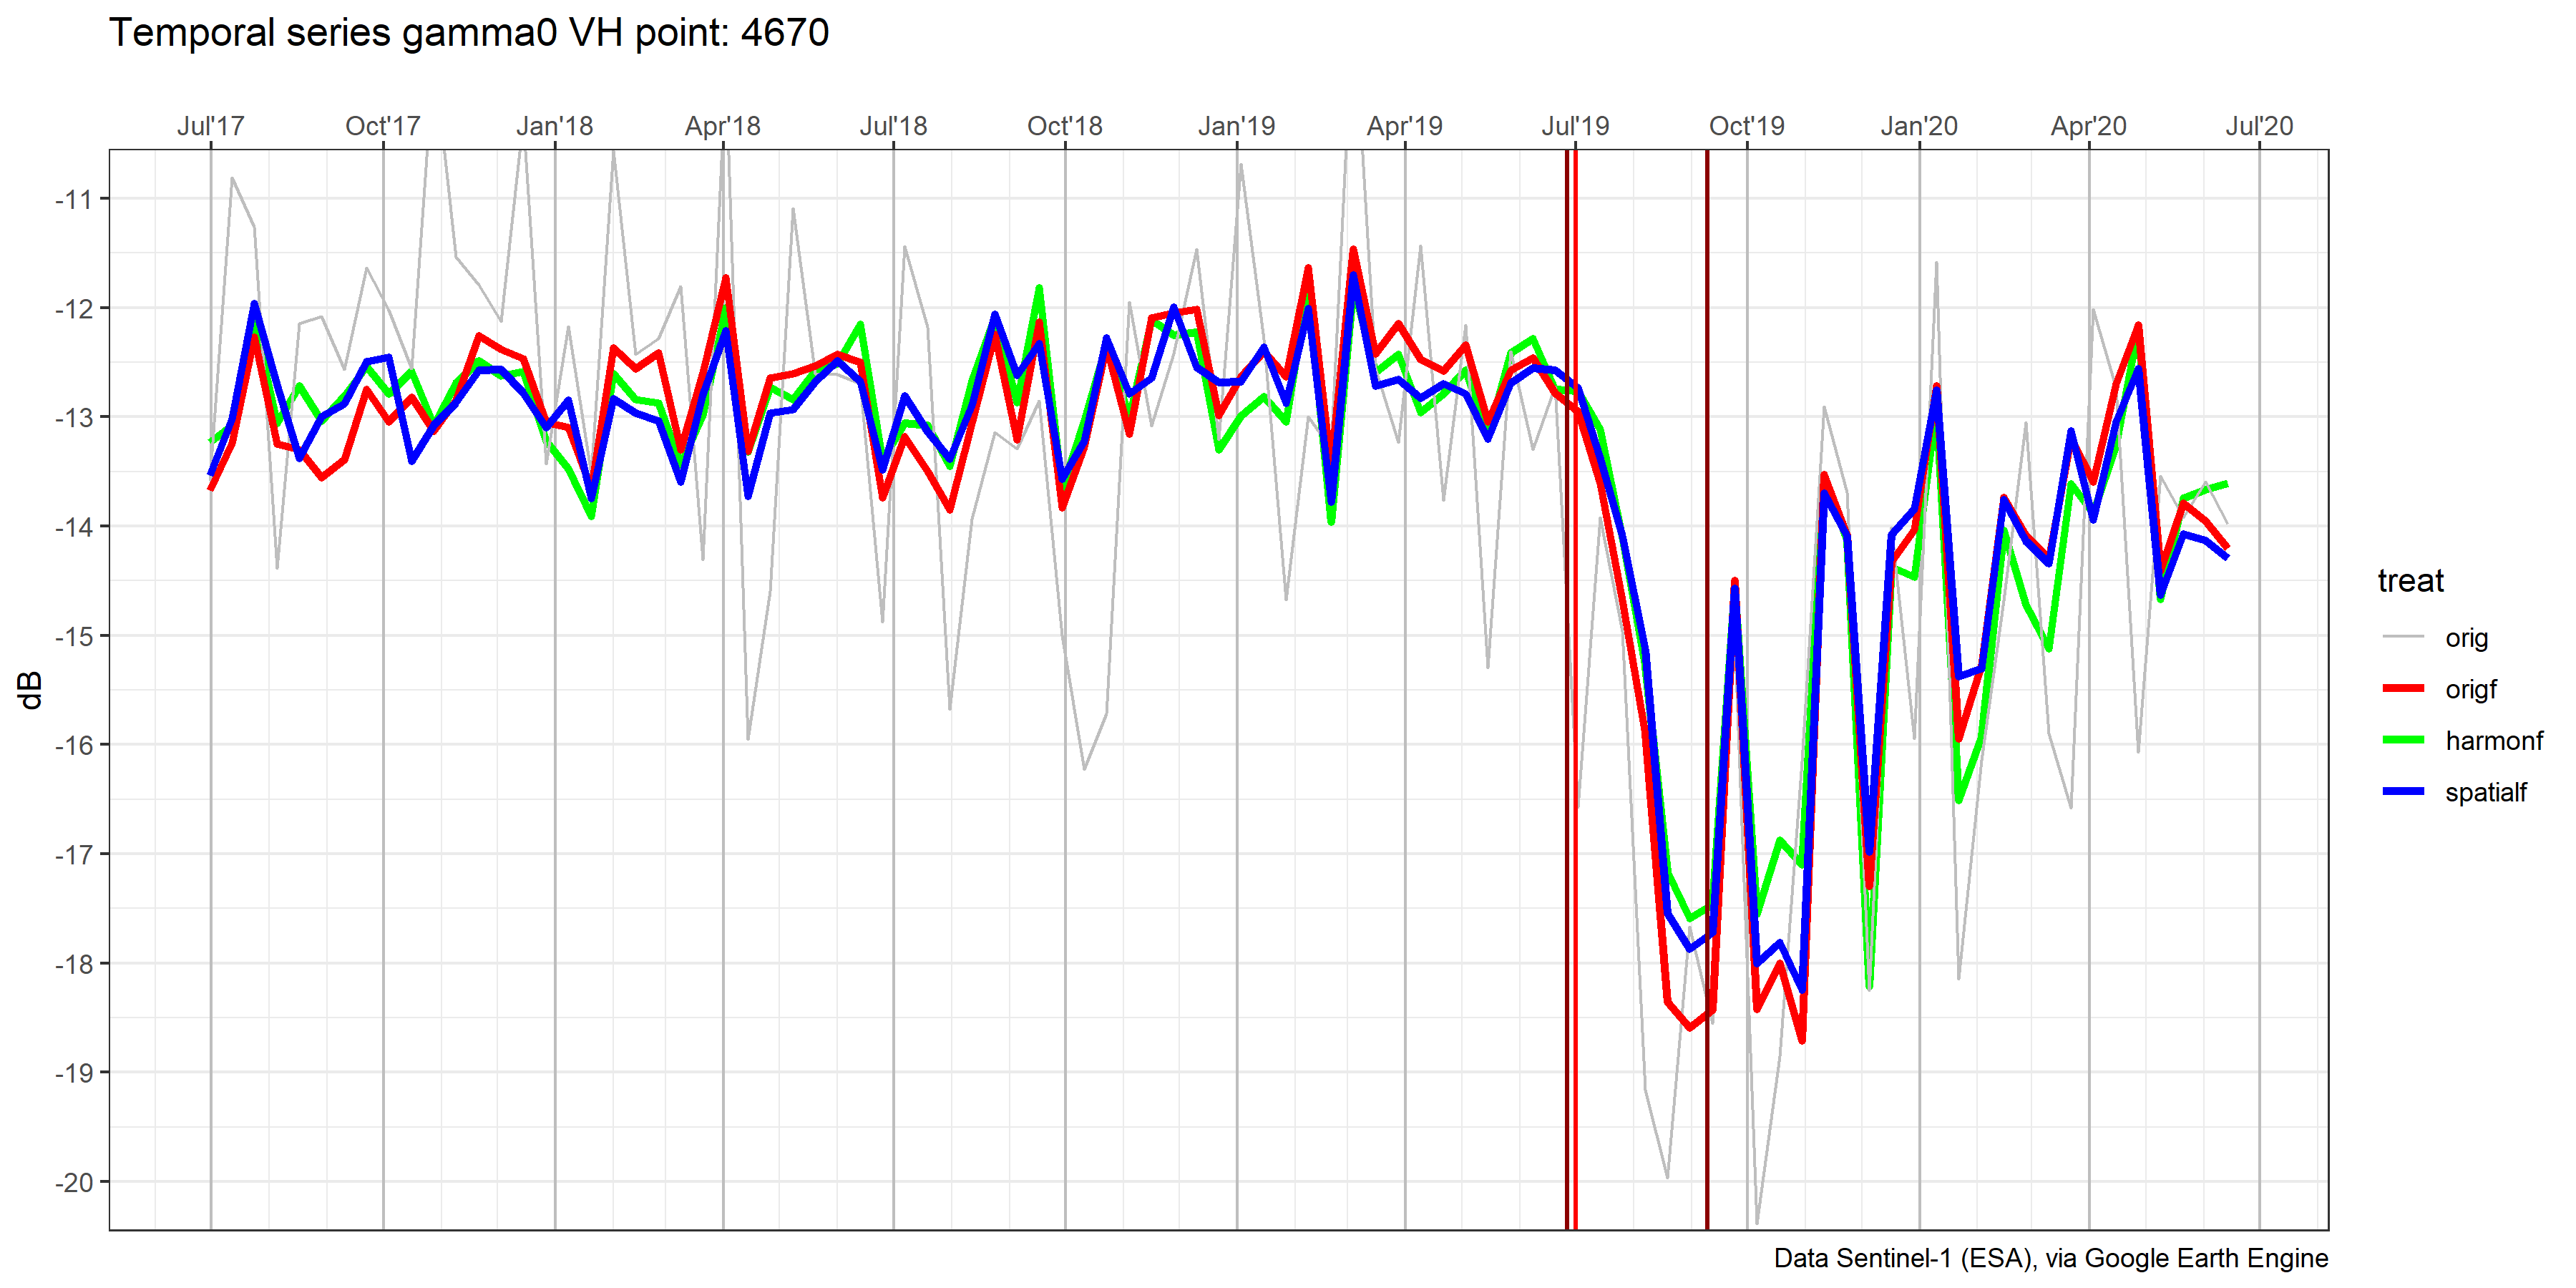 Temporal series gamma0 VH point: 4670
Jul'17 Oct'17 Jan'18 Apr'18 Jul'18 Oct'18 Jan'19 Apr'19 Jul'19 Oct'19 Jan'20 Apr'20 Jul'20
-11
-12
-13
-14
-15
-16
-17
-18
-19
-20
dB
treat
orig
origf
harmonf
spatialf
Data Sentinel-1 (ESA), via Google Earth Engine